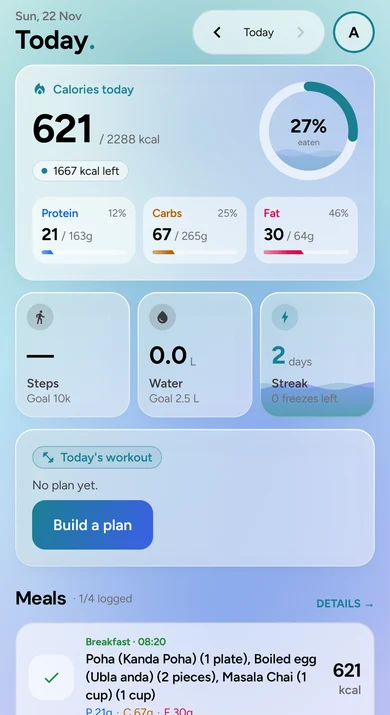 Sun, 22 Nov
Today.
Today
A
Calories today
621 / 2288 kcal
1667 kcal left
27%
eaten
Protein 12%
21 / 163g
Carbs 25%
67 / 265g
Fat 46%
30 / 64g
—
Steps
Goal 10k
0.0 L
Water
Goal 2.5 L
2 days
Streak
0 freezes left
Today's workout
No plan yet.
Build a plan
Meals · 1/4 logged
DETAILS →
Breakfast · 08:20
Poha (Kanda Poha) (1 plate), Boiled egg
(Ubla anda) (2 pieces), Masala Chai (1
cup) (1 cup)
621
kcal
P 21g · C 67g · F 30g